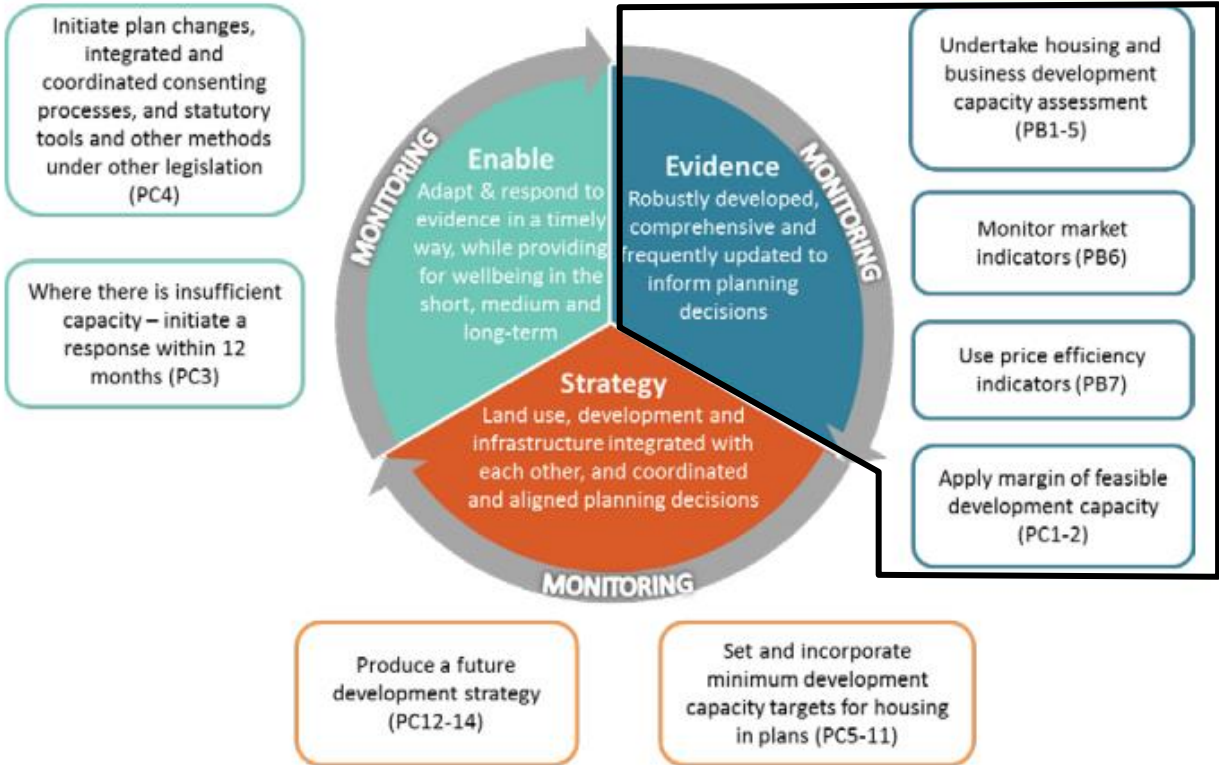 Initiate plan changes,
integrated and
coordinated consenting
processes, and statutory
tools and other methods
under other legislation
(PC4)
Where there is insufficient
capacity – initiate a
response within 12
months (PC3)
MONITORING
Enable
Adapt & respond to
evidence in a timely
way, while providing
for wellbeing in the
short, medium and
long-term
Evidence
Robustly developed,
comprehensive and
frequently updated to
inform planning
decisions
MONITORING
Strategy
Land use, development and
infrastructure integrated with
each other, and coordinated
and aligned planning decisions
MONITORING
Undertake housing and
business development
capacity assessment
(PB1-5)
Monitor market
indicators (PB6)
Use price efficiency
indicators (PB7)
Apply margin of feasible
development capacity
(PC1-2)
Produce a future
development strategy
(PC12-14)
Set and incorporate
minimum development
capacity targets for housing
in plans (PC5-11)